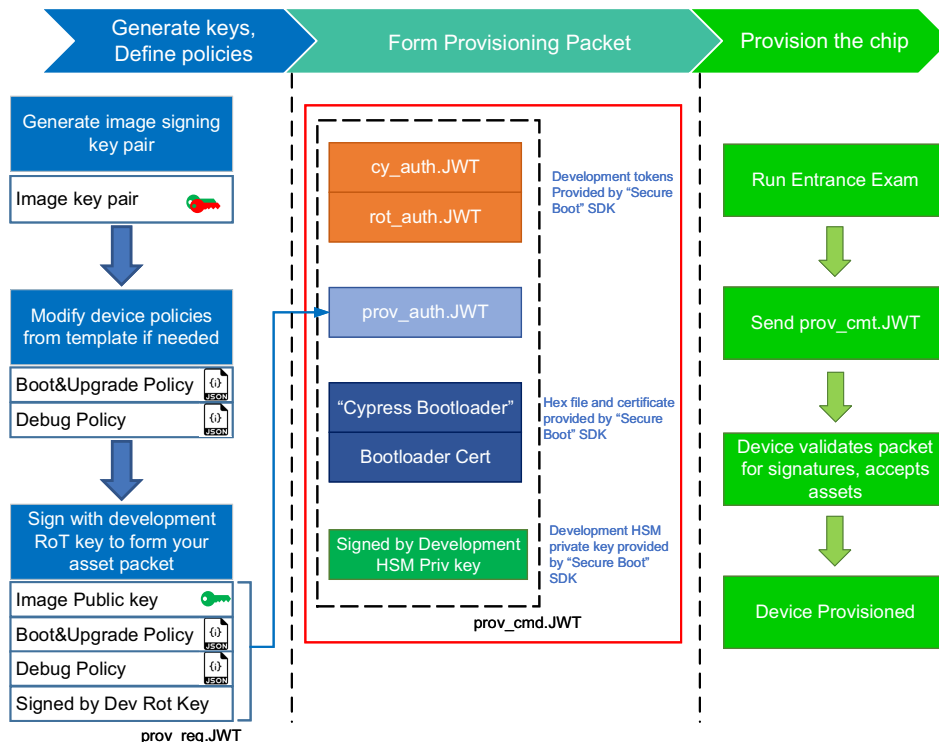 Generate keys,
Define policies
Form Provisioning Packet
Provision the chip
Generate image signing
key pair
Image key pair
Modify device policies
from template if needed
Boot&Upgrade Policy
{i}
JSON
Debug Policy
{i}
JSON
Sign with development
RoT key to form your
asset packet
Image Public key
Boot&Upgrade Policy
{i}
JSON
Debug Policy
{i}
JSON
Signed by Dev Rot Key
prov_req.JWT
cy_auth.JWT
rot_auth.JWT
Development tokens
Provided by “Secure
Boot” SDK
prov_auth.JWT
“Cypress Bootloader”
Bootloader Cert
Hex file and certificate
provided by “Secure
Boot” SDK
Signed by Development
HSM Priv key
Development HSM
private key provided
by “Secure Boot”
SDK
prov_cmd.JWT
Run Entrance Exam
Send prov_cmt.JWT
Device validates packet
for signatures, accepts
assets
Device Provisioned